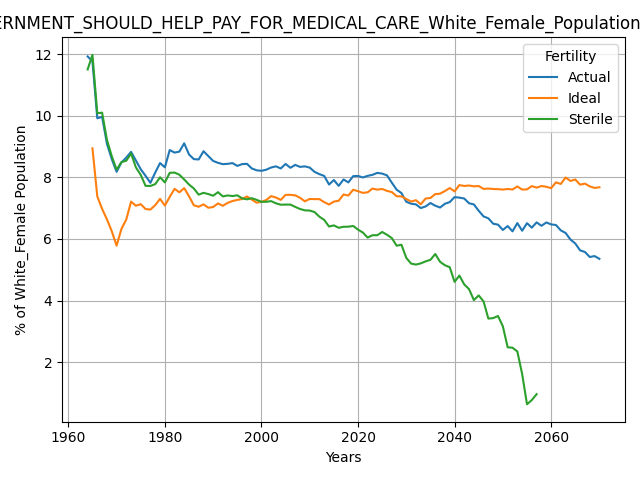 ERNMENT_SHOULD_HELP_PAY_FOR_MEDICAL_CARE_White_Female_Population
Fertility
Actual
Ideal
Sterile
% of White_Female Population
12
10
8
6
4
2
1960 1980 2000 2020 2040 2060
Years